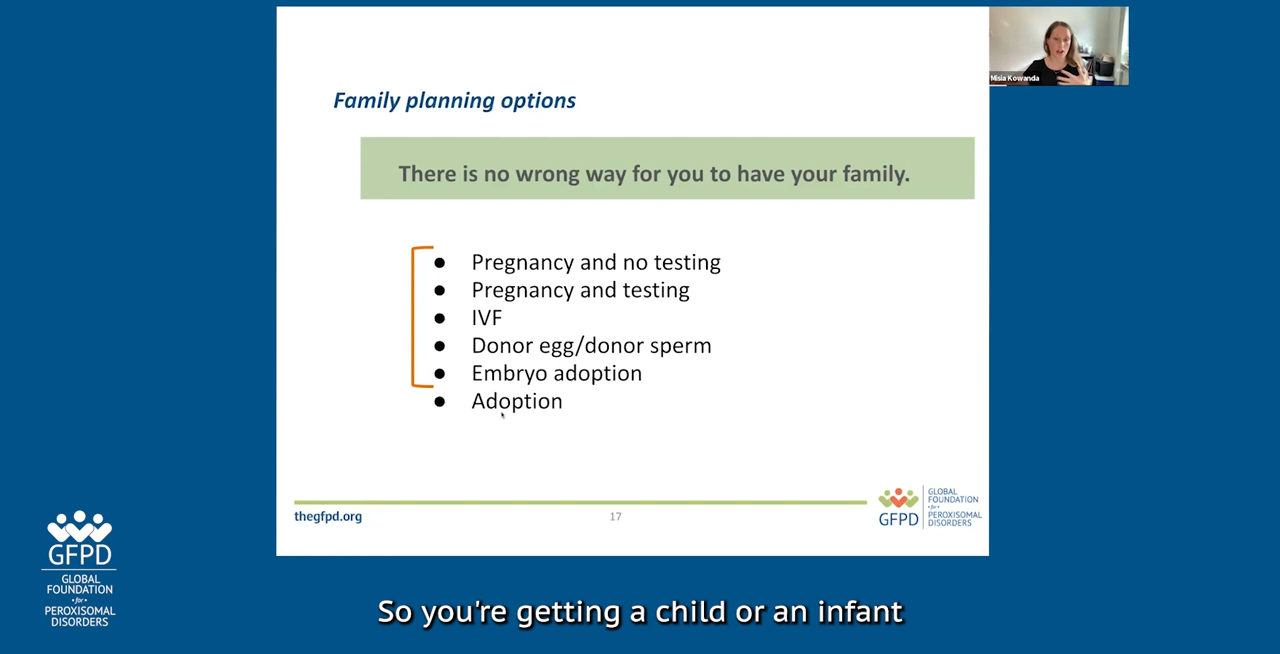 Family planning options
There is no wrong way for you to have your family.
● Pregnancy and no testing
● Pregnancy and testing
● IVF
● Donor egg/donor sperm
● Embryo adoption
● Adoption
thegfpd.org
17
GFPD
GLOBAL
FOUNDATION
for
PEROXISOMAL
DISORDERS
Misia Kowanda
GFPD
GLOBAL
FOUNDATION
for
PEROXISOMAL
DISORDERS
So you're getting a child or an infant